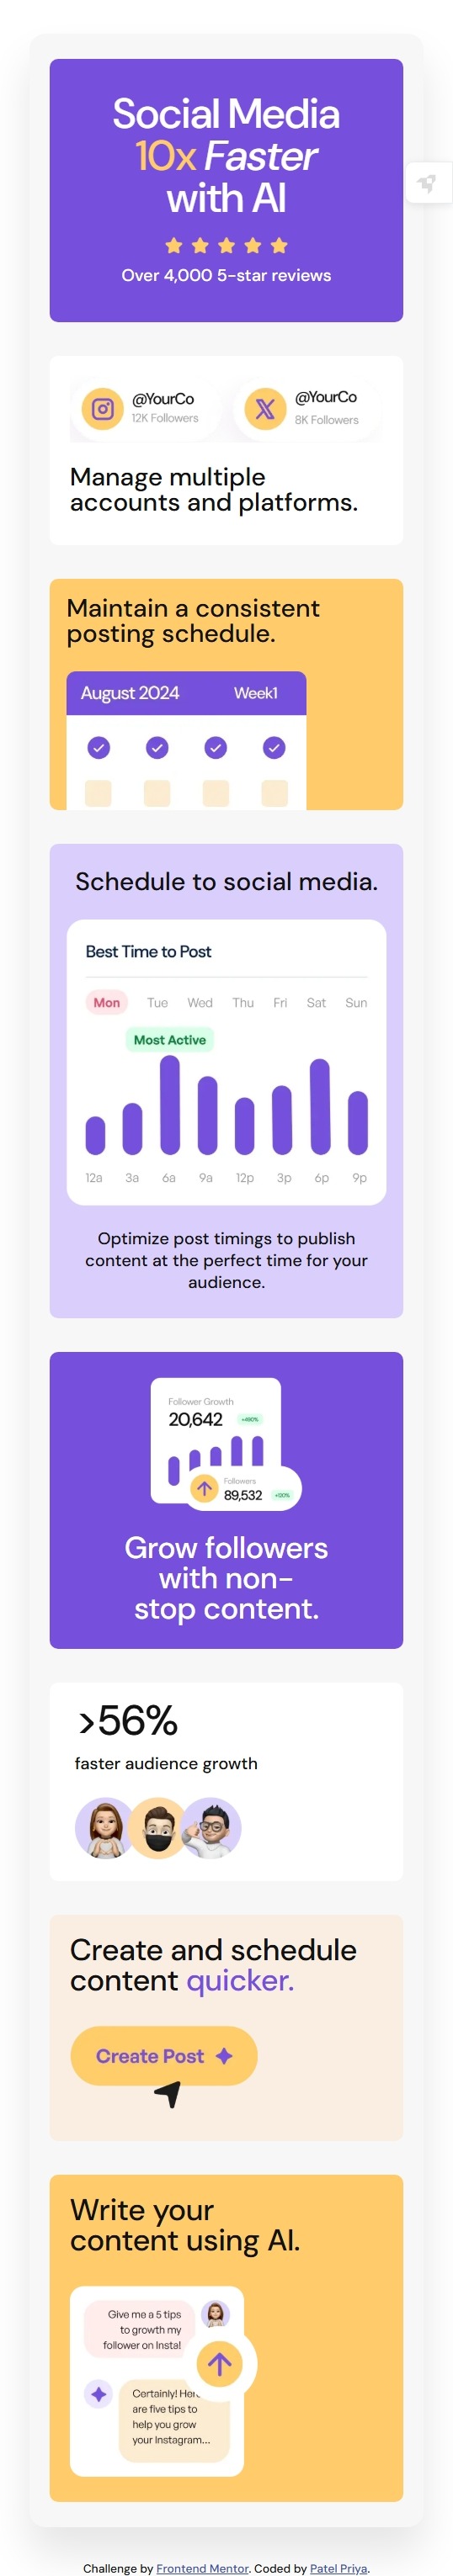 Social Media
10x Faster
with AI
Over 4,000 5-star reviews
@YourCo
12K Followers
@YourCo
8K Followers
Manage multiple
accounts and platforms.
Maintain a consistent
posting schedule.
August 2024 Week1
Schedule to social media.
Best Time to Post
Mon Tue Wed Thu Fri Sat Sun
Most Active
12a 3a 6a 9a 12p 3p 6p 9p
Optimize post timings to publish
content at the perfect time for your
audience.
Follower Growth
20,642
Followers
89,532
Grow followers
with non-
stop content.
>56%
faster audience growth
Create and schedule
content quicker.
Create Post
Write your
content using AI.
Give me a 5 tips
to growth my
follower on Insta!
Certainly! Here
are five tips to
help you grow
your Instagram...
Challenge by Frontend Mentor. Coded by Patel Priya.